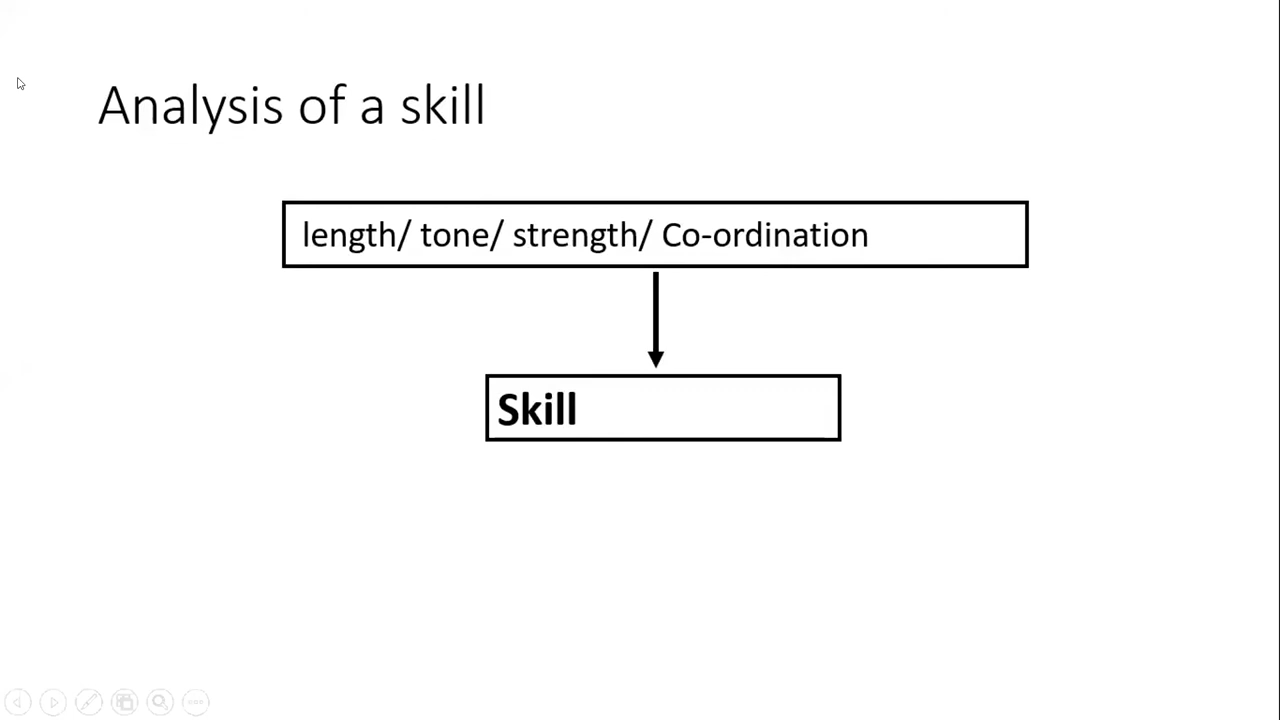 Analysis of a skill
length/ tone/ strength/ Co-ordination
Skill